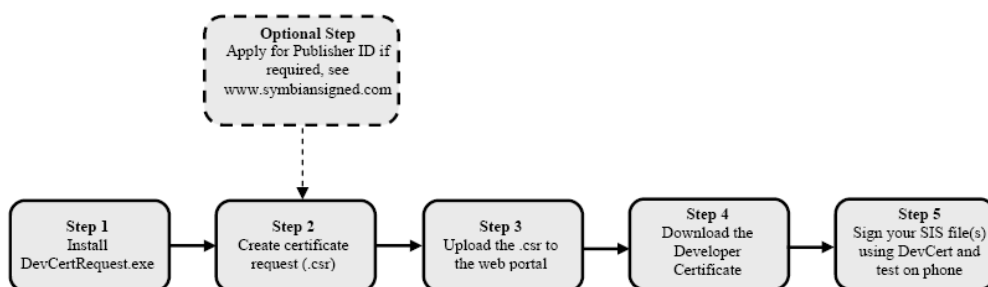 Optional Step
Apply for Publisher ID if
required, see
www.symbiansigned.com
Step 1
Install
DevCertRequest.exe
Step 2
Create certificate
request (.csr)
Step 3
Upload the .csr to
the web portal
Step 4
Download the
Developer
Certificate
Step 5
Sign your SIS file(s)
using DevCert and
test on phone